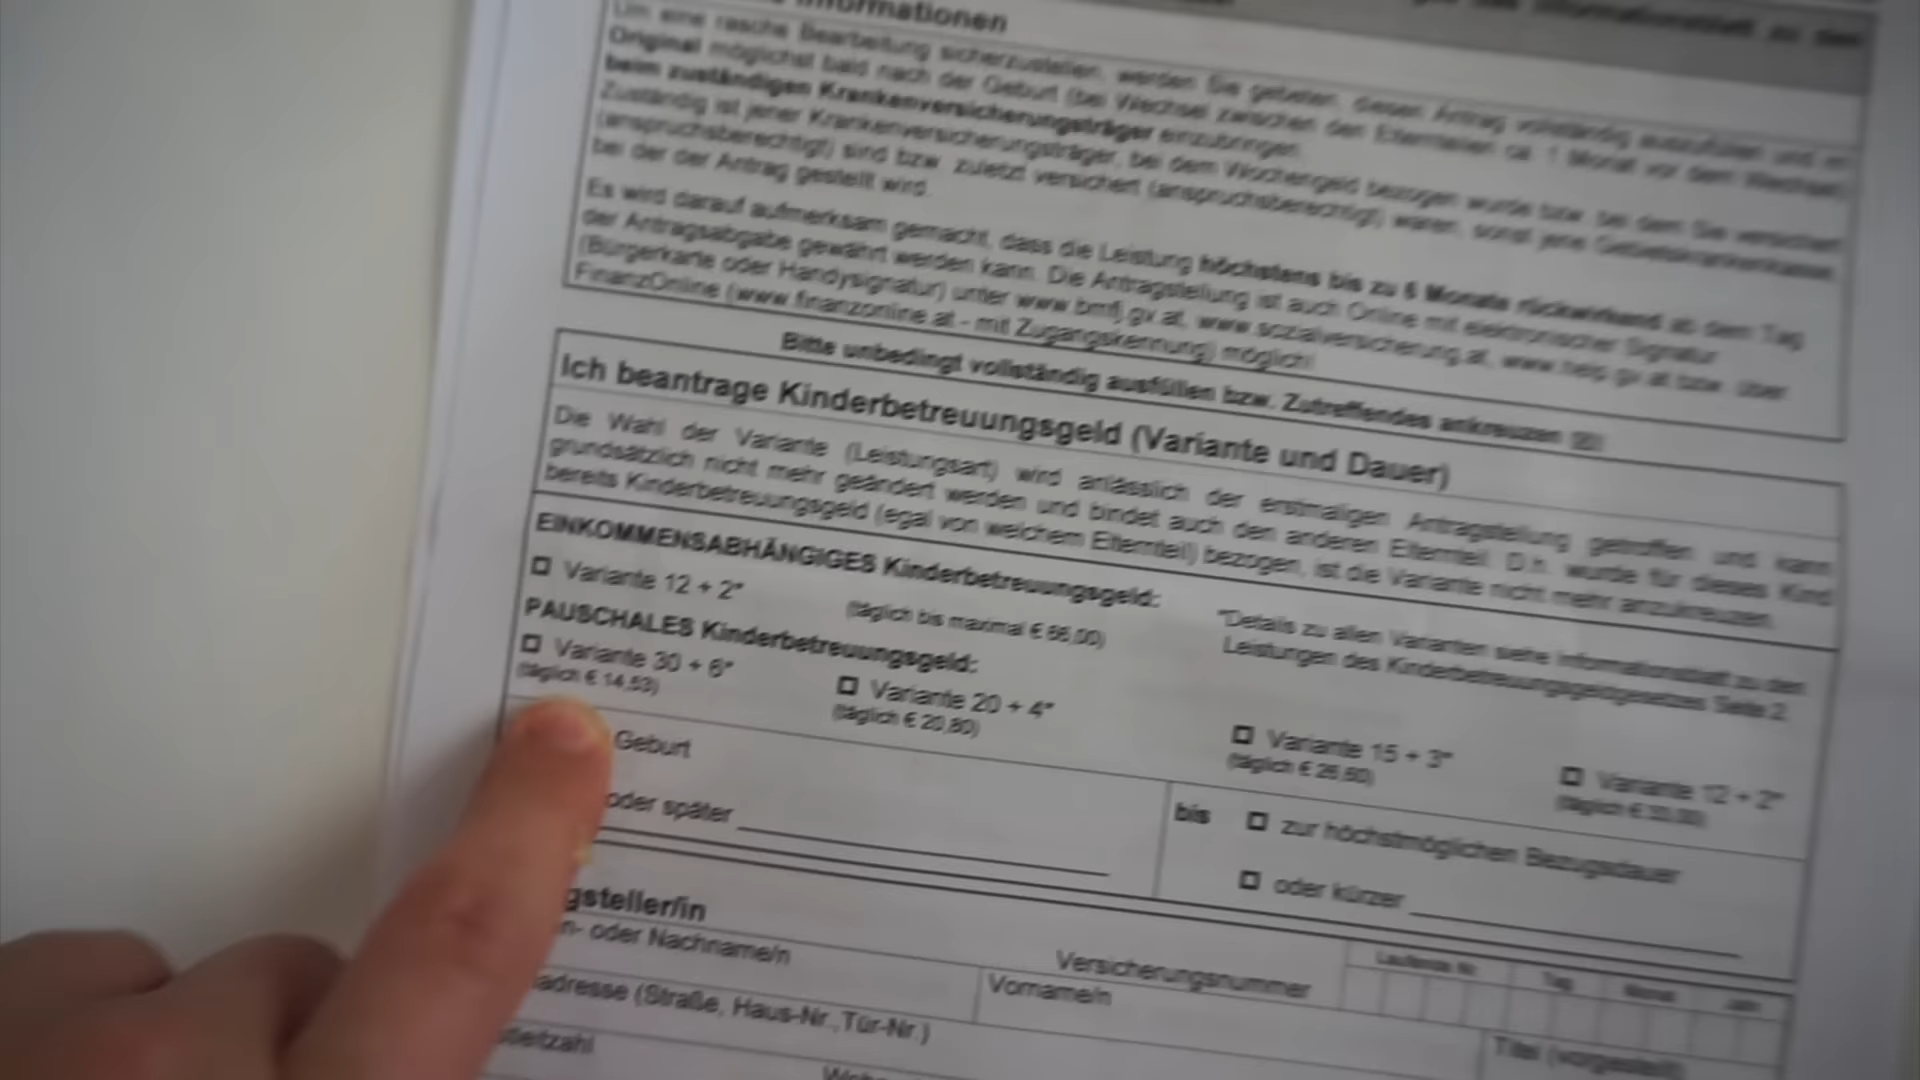 Informationen
Um eine rasche Bearbeitung sicherzustellen, werden Sie gebeten, diesen Antrag vollständig auszufüllen und im
Original möglichst bald nach der Geburt (bei Wechsel zwischen den Elternteilen ca. 1 Monat vor dem Wechsel)
beim zuständigen Krankenversicherungsträger einzubringen.
Zuständig ist jener Krankenversicherungsträger, bei dem Wochengeld bezogen wurde bzw. bei dem Sie versichert
(anspruchsberechtigt) sind bzw. zuletzt versichert (anspruchsberechtigt) waren, sonst jene Gebietskrankenkasse,
bei der der Antrag gestellt wird.
Es wird darauf aufmerksam gemacht, dass die Leistung höchstens bis zu 6 Monate rückwirkend ab dem Tag
der Antragsabgabe gewährt werden kann. Die Antragstellung ist auch Online mit elektronischer Signatur
(Bürgerkarte oder Handysignatur) unter www.bmfj.gv.at, www.sozialversicherung.at, www.help.gv.at bzw. über
FinanzOnline (www.finanzonline.at - mit Zugangskennung) möglich!
Bitte unbedingt vollständig ausfüllen bzw. Zutreffendes ankreuzen ☒!
Ich beantrage Kinderbetreuungsgeld (Variante und Dauer)
Die Wahl der Variante (Leistungsart) wird anlässlich der erstmaligen Antragstellung getroffen und kann
grundsätzlich nicht mehr geändert werden und bindet auch den anderen Elternteil. D.h. wurde für dieses Kind
bereits Kinderbetreuungsgeld (egal von welchem Elternteil) bezogen, ist die Variante nicht mehr anzukreuzen.
EINKOMMENSABHÄNGIGES Kinderbetreuungsgeld:
☐ Variante 12 + 2* (täglich bis maximal € 66,00)
*Details zu allen Varianten siehe Informationsblatt zu den
Leistungen des Kinderbetreuungsgeldgesetzes Seite 2
PAUSCHALES Kinderbetreuungsgeld:
☐ Variante 30 + 6* ☐ Variante 20 + 4* ☐ Variante 15 + 3* ☐ Variante 12 + 2*
(täglich € 14,53) (täglich € 20,80) (täglich € 26,60) (täglich € 33,00)
Geburt bis ☐ zur höchstmöglichen Bezugsdauer
oder später ☐ oder kürzer
gsteller/in
n- oder Nachname/n Vorname/n Versicherungsnummer Laufende Nr. Tag Monat Jahr
adresse (Straße, Haus-Nr.,Tür-Nr.) Titel (vorgestellt)
tleitzahl